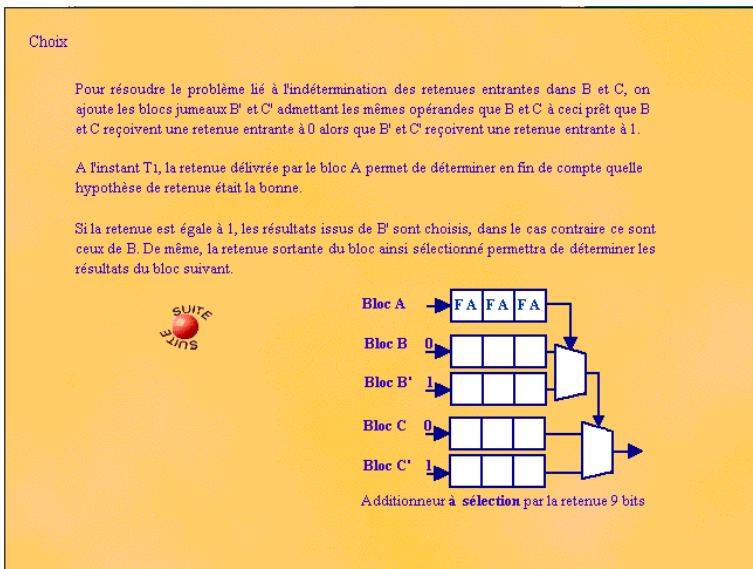 Choix
Pour résoudre le problème lié à l'indétermination des retenues entrantes dans B et C, on
ajoute les blocs jumeaux B' et C' admettant les mêmes opérandes que B et C à ceci prêt que B
et C reçoivent une retenue entrante à 0 alors que B' et C' reçoivent une retenue entrante à 1.
A l'instant T1, la retenue délivrée par le bloc A permet de déterminer en fin de compte quelle
hypothèse de retenue était la bonne.
Si la retenue est égale à 1, les résultats issus de B' sont choisis, dans le cas contraire ce sont
ceux de B. De même, la retenue sortante du bloc ainsi sélectionné permettra de déterminer les
résultats du bloc suivant.
SUITE
SUITE
Bloc A FA FA FA
Bloc B 0
Bloc B' 1
Bloc C 0
Bloc C' 1
Additionneur à sélection par la retenue 9 bits